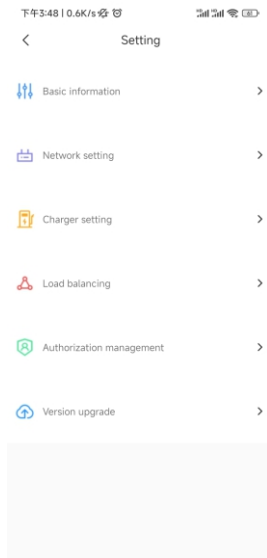 下午3:48 | 0.6K/s
Setting
Basic information
Network setting
Charger setting
Load balancing
Authorization management
Version upgrade